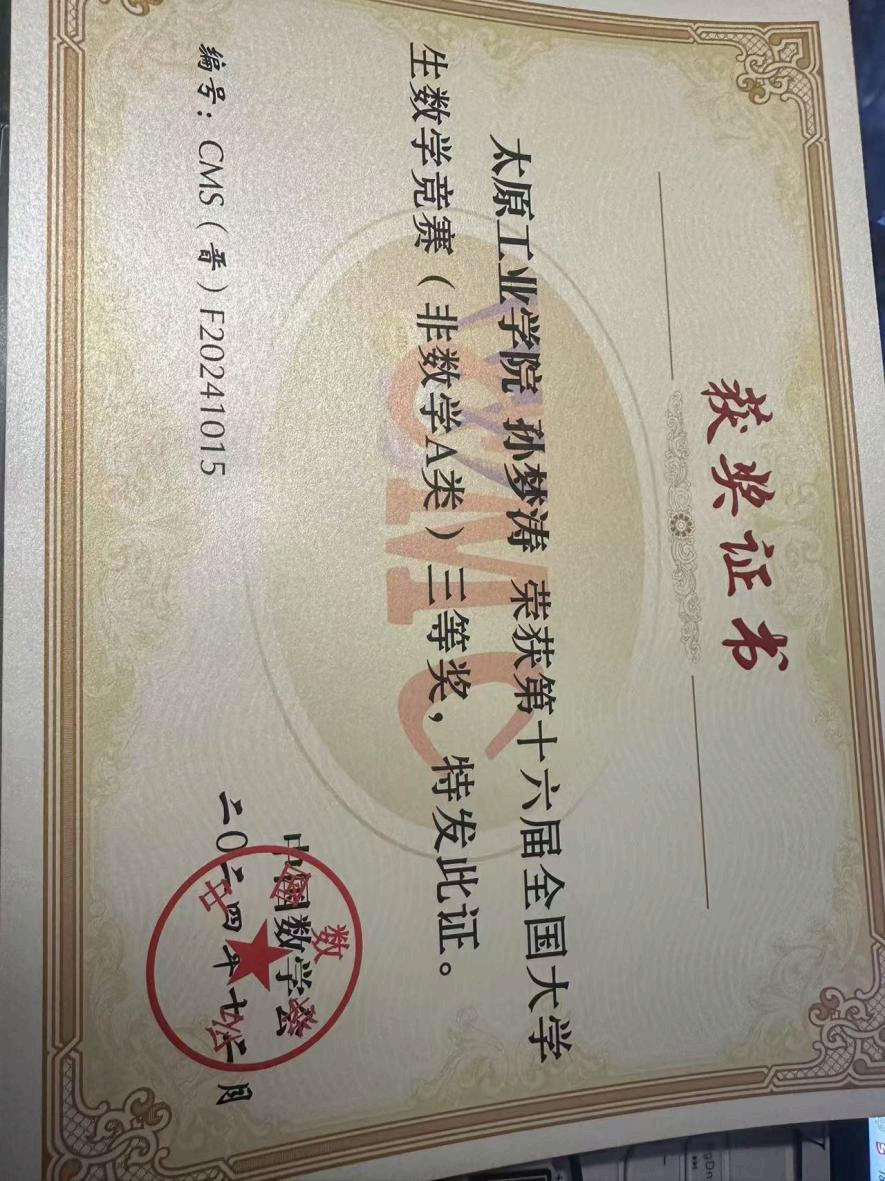 获奖证书
太原工业学院 孙梦涛 荣获第十六届全国大学
生数学竞赛（非数学A类）三等奖，特发此证。
CMC
编号：CMS（晋）F20241015
中国数学会
二〇二四年十二月
gDn